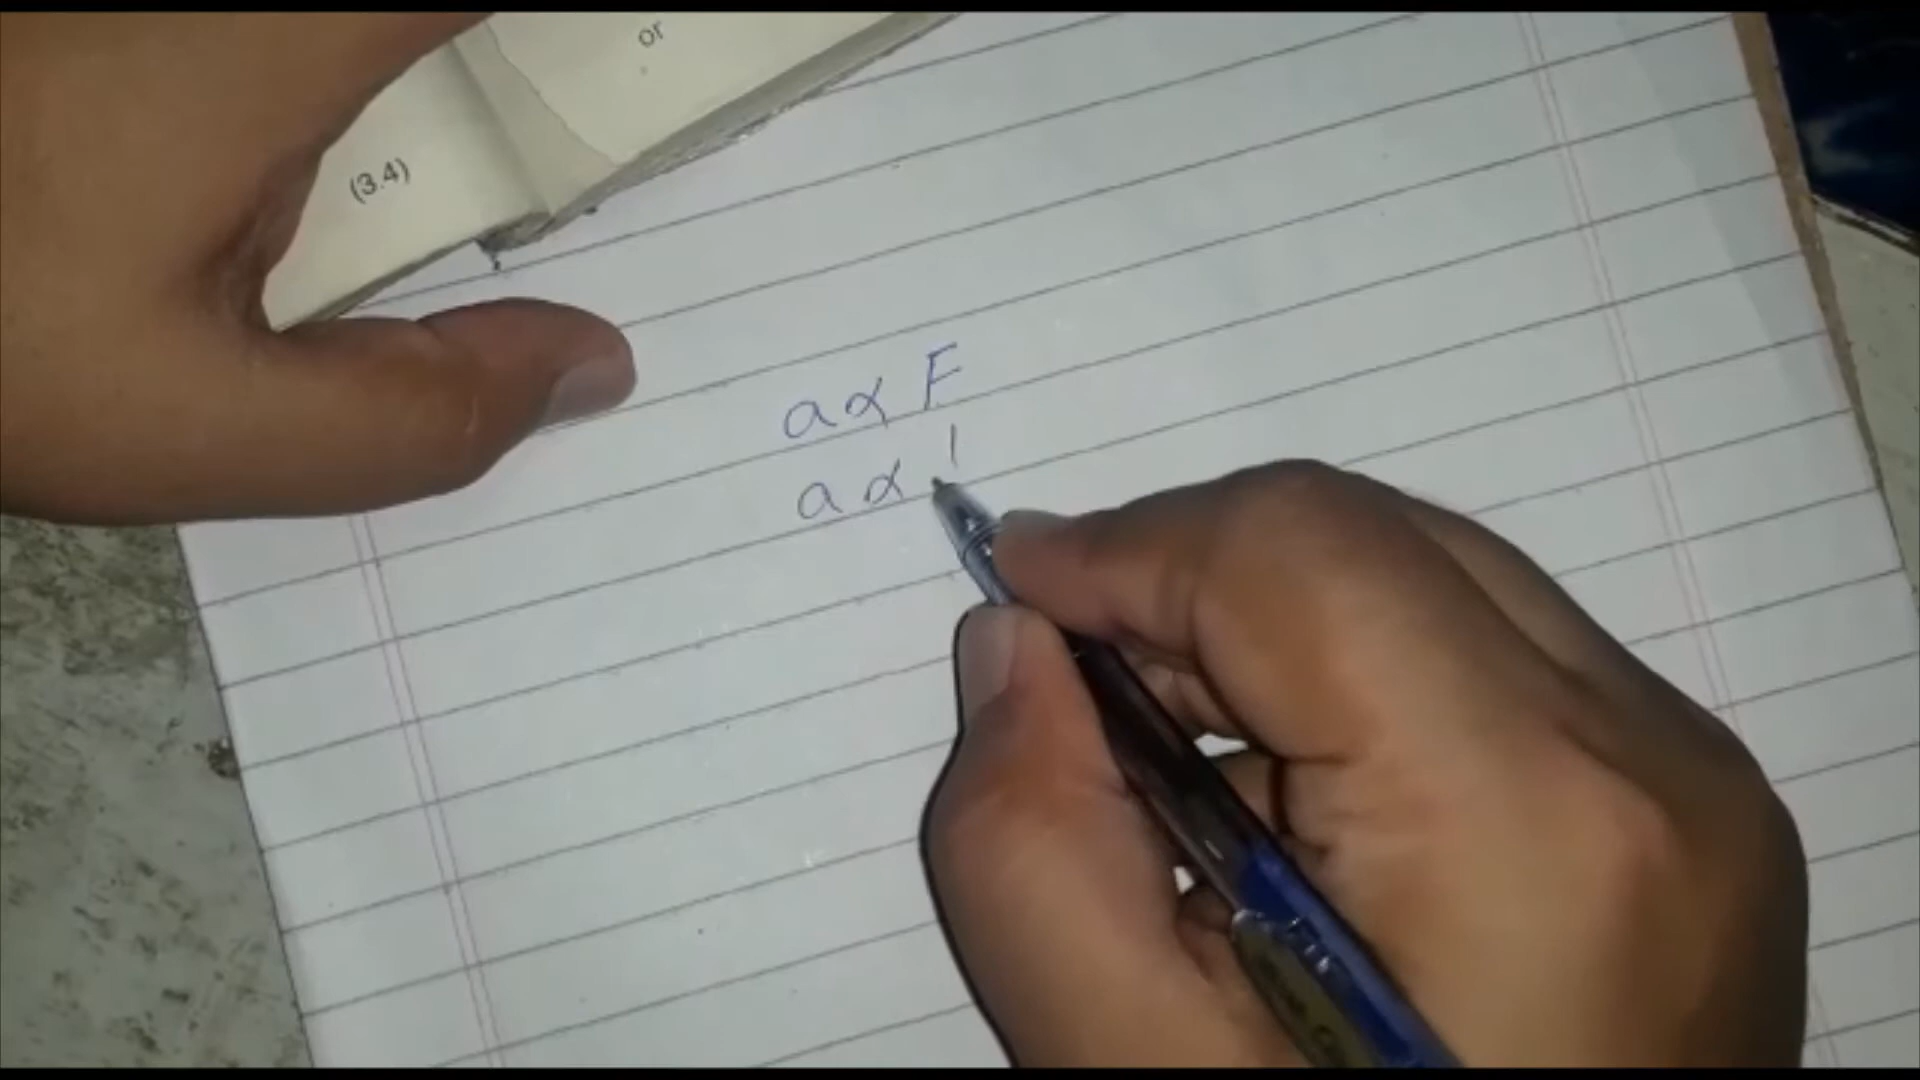 or
(3.4)
a ∝ F
a ∝ 1